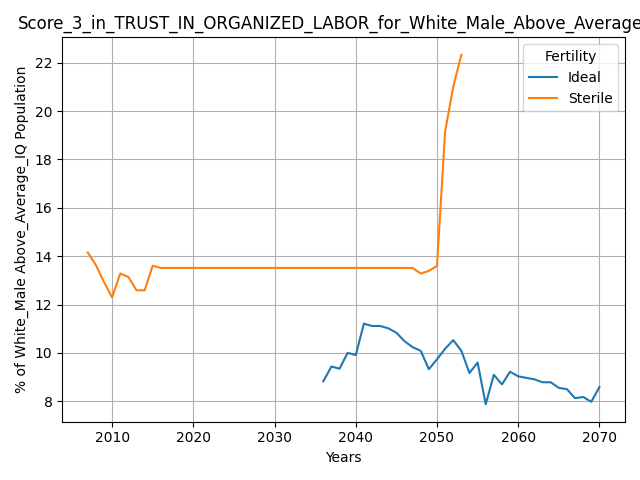 Score_3_in_TRUST_IN_ORGANIZED_LABOR_for_White_Male_Above_Average
% of White_Male Above_Average_IQ Population
22
20
18
16
14
12
10
8
Fertility
Ideal
Sterile
2010 2020 2030 2040 2050 2060 2070
Years